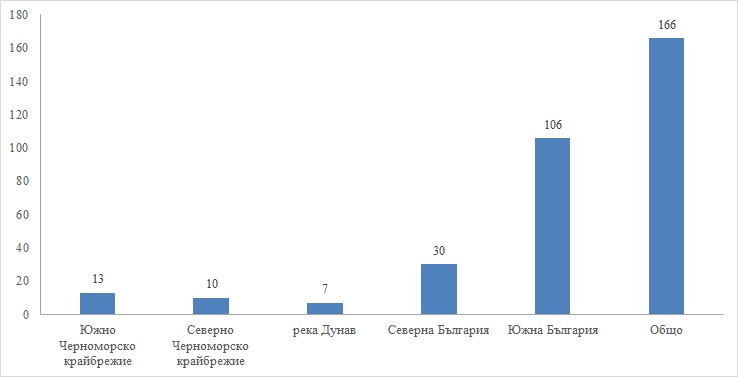 180
160
140
120
100
80
60
40
20
0
13
10
7
30
106
166
Южно
Черноморско
крайбрежие
Северно
Черноморско
крайбрежие
река Дунав
Северна България
Южна България
Общо